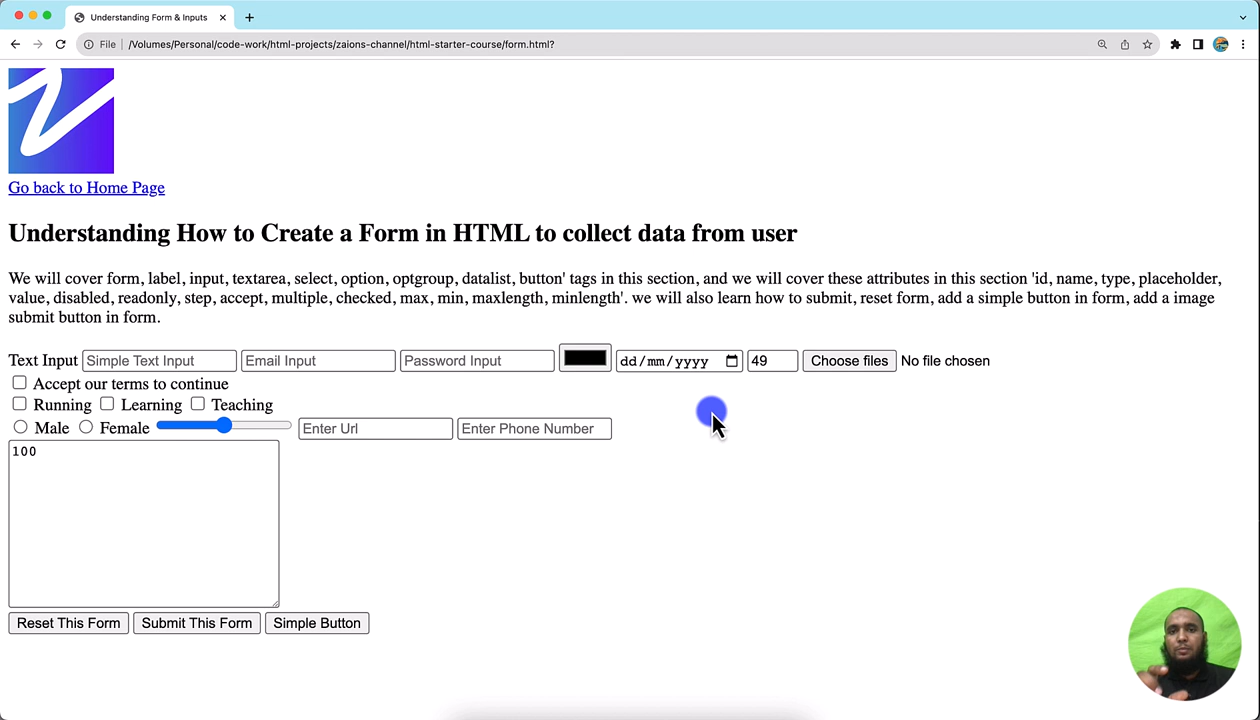 Understanding Form & Inputs
File /Volumes/Personal/code-work/html-projects/zaions-channel/html-starter-course/form.html?
Go back to Home Page
Understanding How to Create a Form in HTML to collect data from user
We will cover form, label, input, textarea, select, option, optgroup, datalist, button' tags in this section, and we will cover these attributes in this section 'id, name, type, placeholder,
value, disabled, readonly, step, accept, multiple, checked, max, min, maxlength, minlength'. we will also learn how to submit, reset form, add a simple button in form, add a image
submit button in form.
Text Input Simple Text Input Email Input Password Input dd/mm/yyyy 49 Choose files No file chosen
Accept our terms to continue
Running Learning Teaching
Male Female Enter Url Enter Phone Number
100
Reset This Form Submit This Form Simple Button